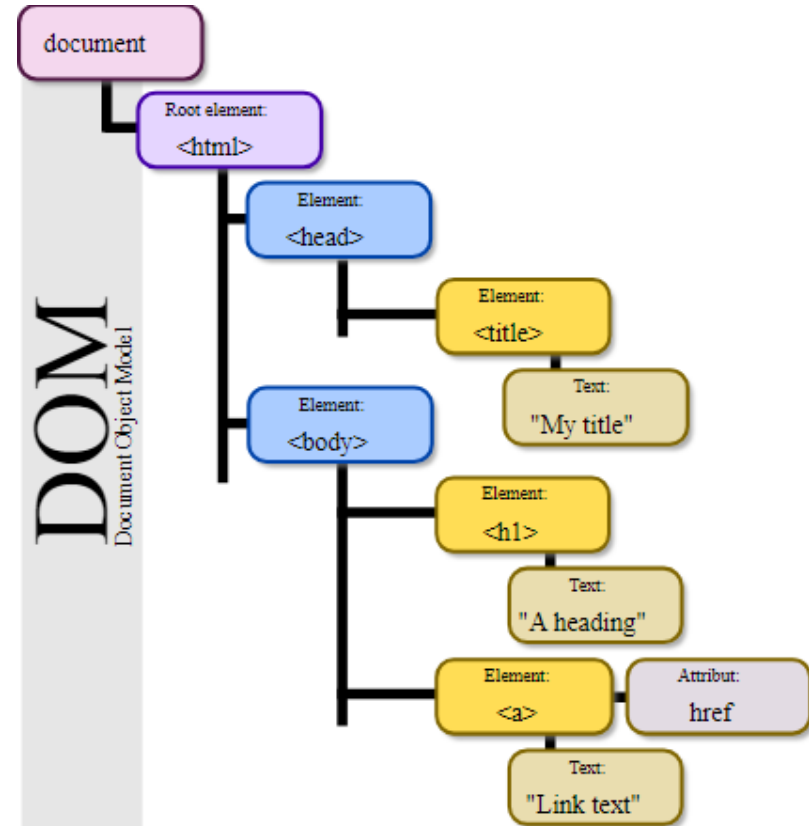 document
Root element:
<html>
Element:
<head>
Element:
<title>
Text:
"My title"
Element:
<body>
Element:
<h1>
Text:
"A heading"
Element:
<a>
Attribut:
href
Text:
"Link text"
DOM
Document Object Model